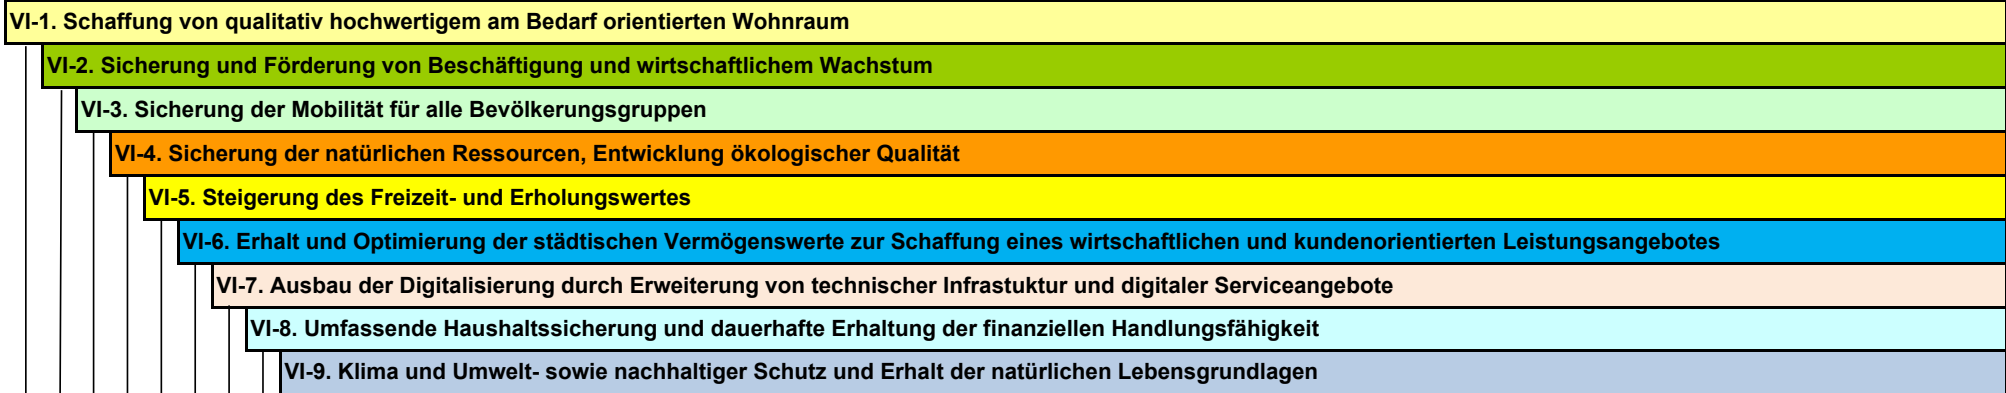 VI-1. Schaffung von qualitativ hochwertigem am Bedarf orientierten Wohnraum
VI-2. Sicherung und Förderung von Beschäftigung und wirtschaftlichem Wachstum
VI-3. Sicherung der Mobilität für alle Bevölkerungsgruppen
VI-4. Sicherung der natürlichen Ressourcen, Entwicklung ökologischer Qualität
VI-5. Steigerung des Freizeit- und Erholungswertes
VI-6. Erhalt und Optimierung der städtischen Vermögenswerte zur Schaffung eines wirtschaftlichen und kundenorientierten Leistungsangebotes
VI-7. Ausbau der Digitalisierung durch Erweiterung von technischer Infrastuktur und digitaler Serviceangebote
VI-8. Umfassende Haushaltssicherung und dauerhafte Erhaltung der finanziellen Handlungsfähigkeit
VI-9. Klima und Umwelt- sowie nachhaltiger Schutz und Erhalt der natürlichen Lebensgrundlagen